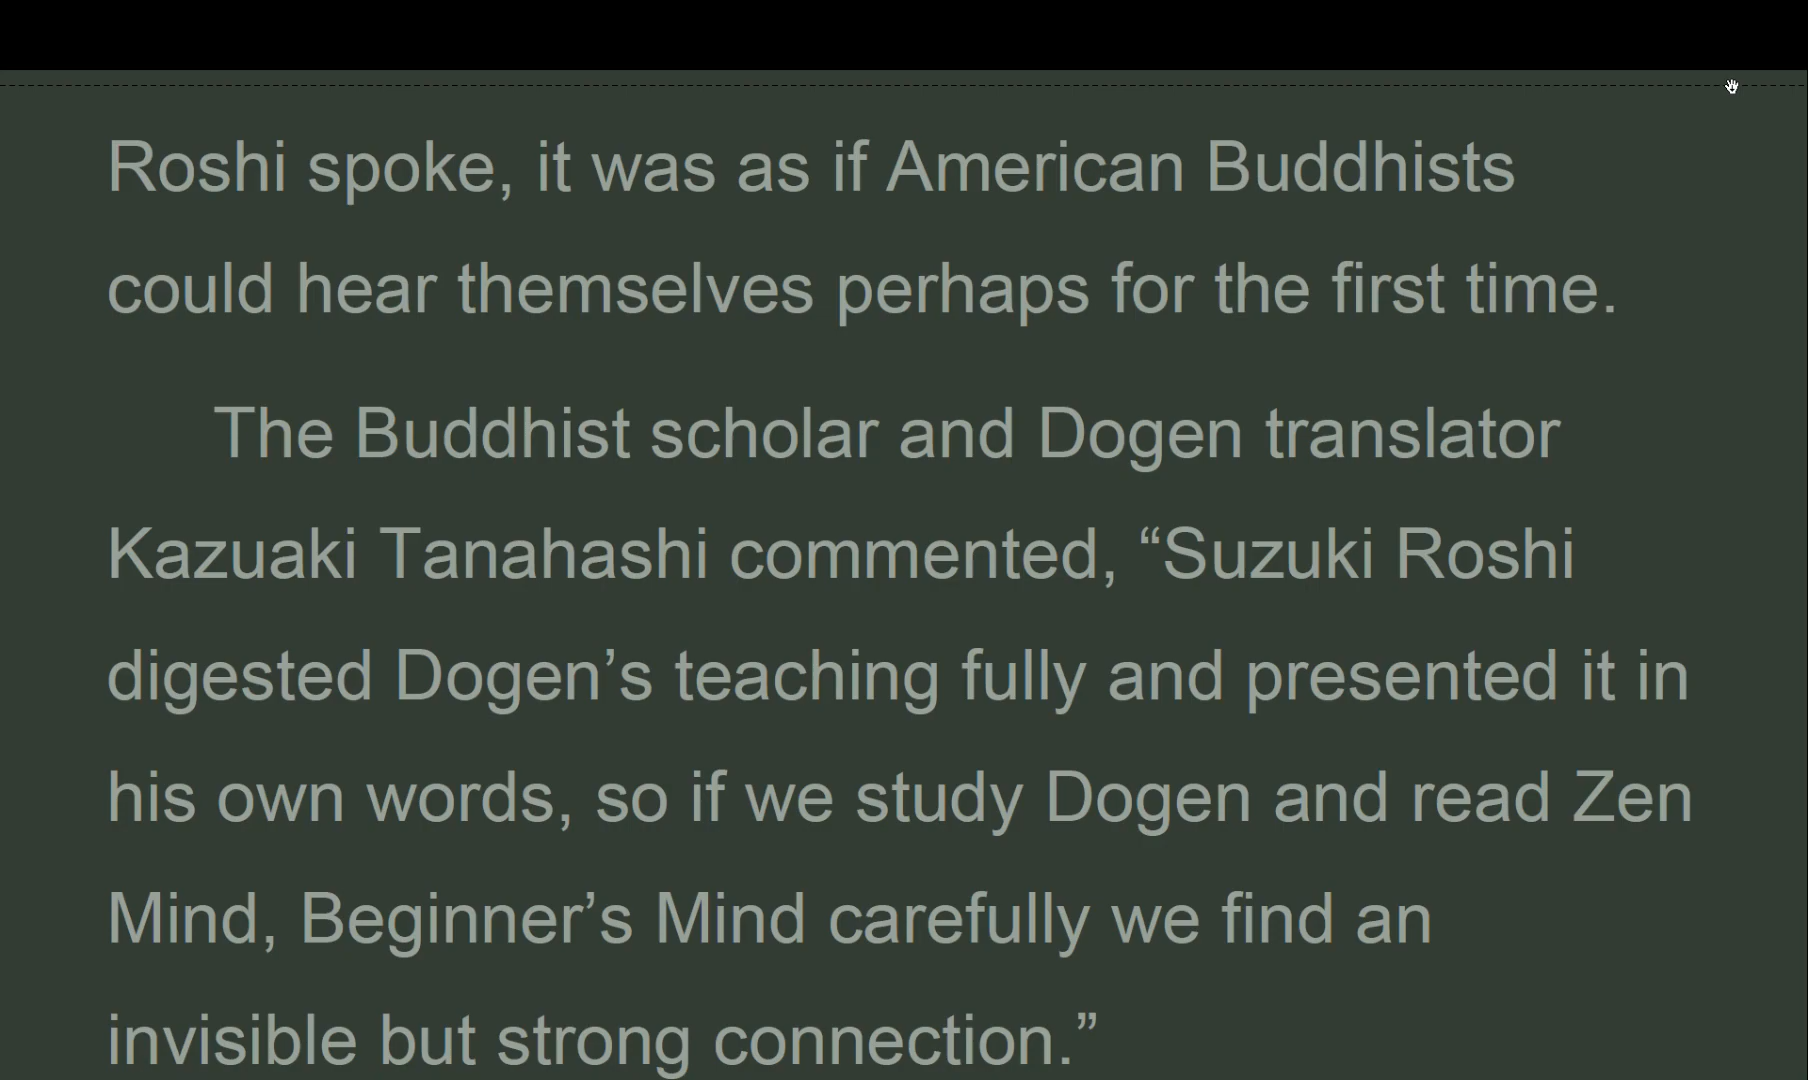 Roshi spoke, it was as if American Buddhists
could hear themselves perhaps for the first time.
The Buddhist scholar and Dogen translator
Kazuaki Tanahashi commented, “Suzuki Roshi
digested Dogen’s teaching fully and presented it in
his own words, so if we study Dogen and read Zen
Mind, Beginner’s Mind carefully we find an
invisible but strong connection.”